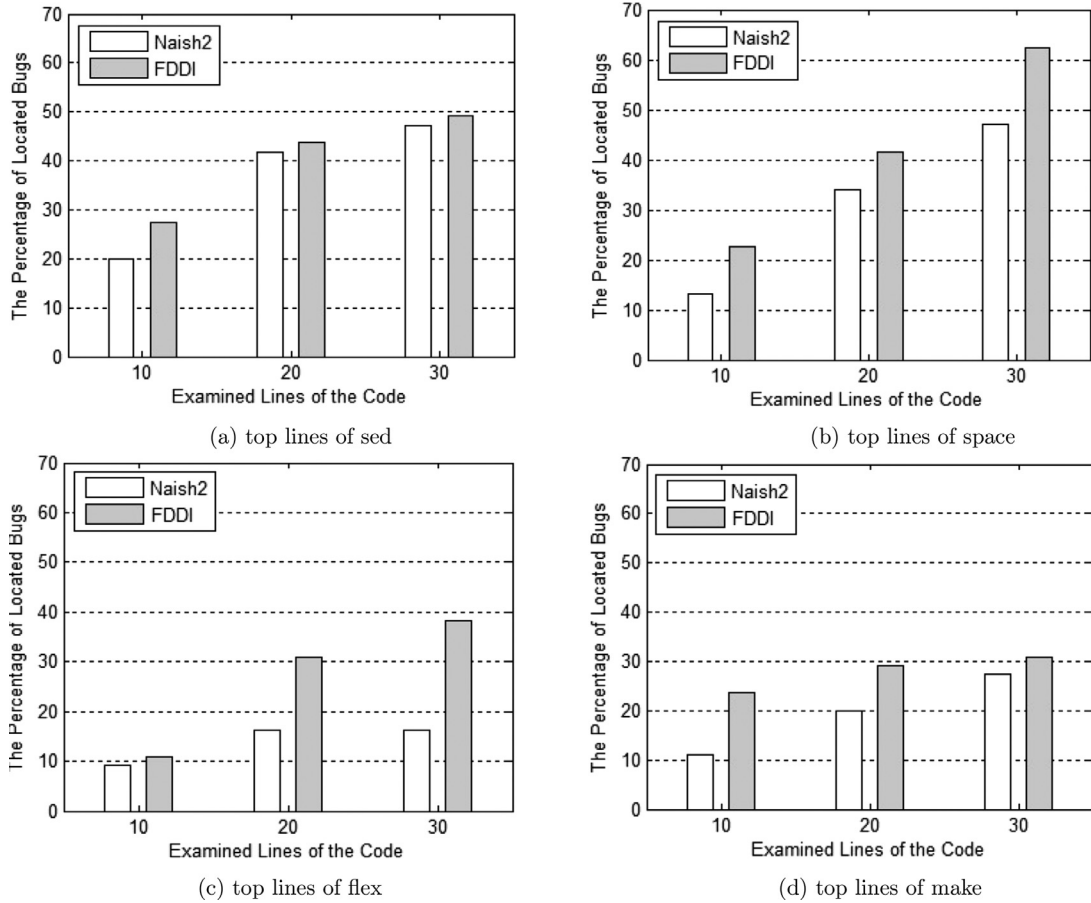 The Percentage of Located Bugs
70
60
50
40
30
20
10
0
Naish2
FDDI
10
20
30
Examined Lines of the Code
(a) top lines of sed
The Percentage of Located Bugs
70
60
50
40
30
20
10
0
Naish2
FDDI
10
20
30
Examined Lines of the Code
(b) top lines of space
The Percentage of Located Bugs
70
60
50
40
30
20
10
0
Naish2
FDDI
10
20
30
Examined Lines of the Code
(c) top lines of flex
The Percentage of Located Bugs
70
60
50
40
30
20
10
0
Naish2
FDDI
10
20
30
Examined Lines of the Code
(d) top lines of make